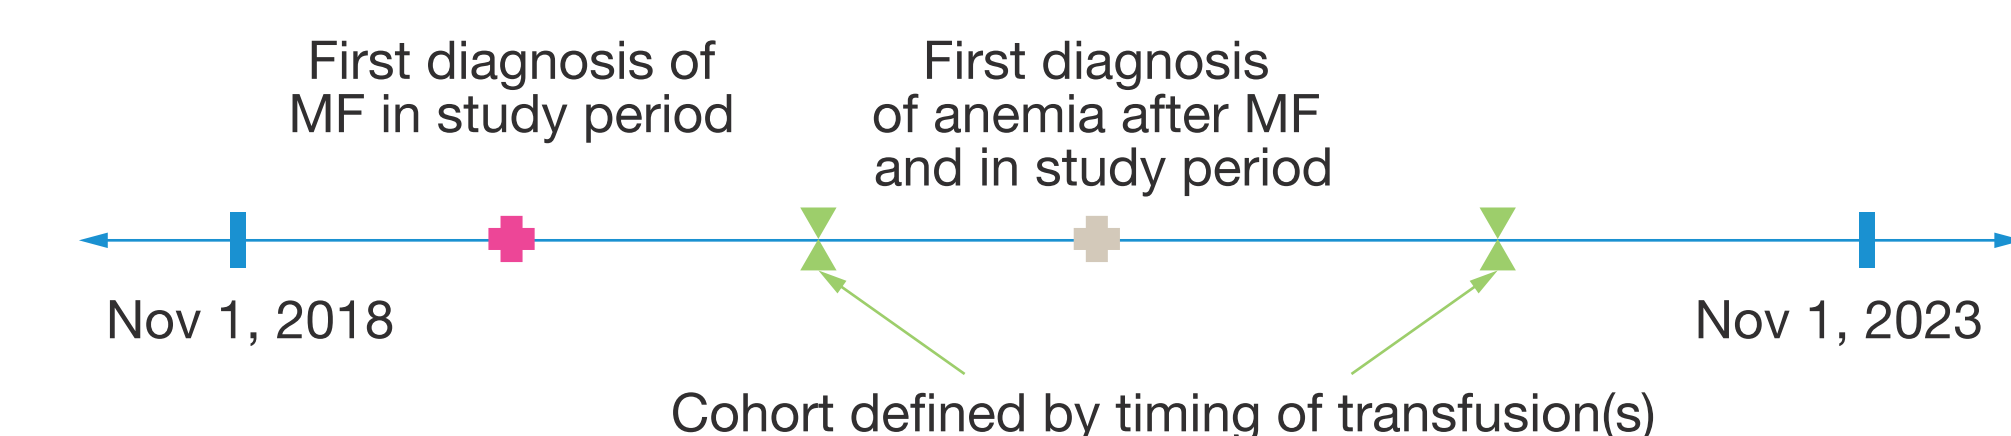 First diagnosis of
MF in study period
First diagnosis
of anemia after MF
and in study period
Nov 1, 2018
Nov 1, 2023
Cohort defined by timing of transfusion(s)